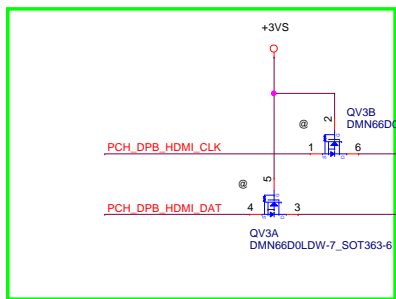 +3VS
QV3B
DMN66D0
@
2
PCH_DPB_HDMI_CLK
1
6
@
5
PCH_DPB_HDMI_DAT
4
3
QV3A
DMN66D0LDW-7_SOT363-6